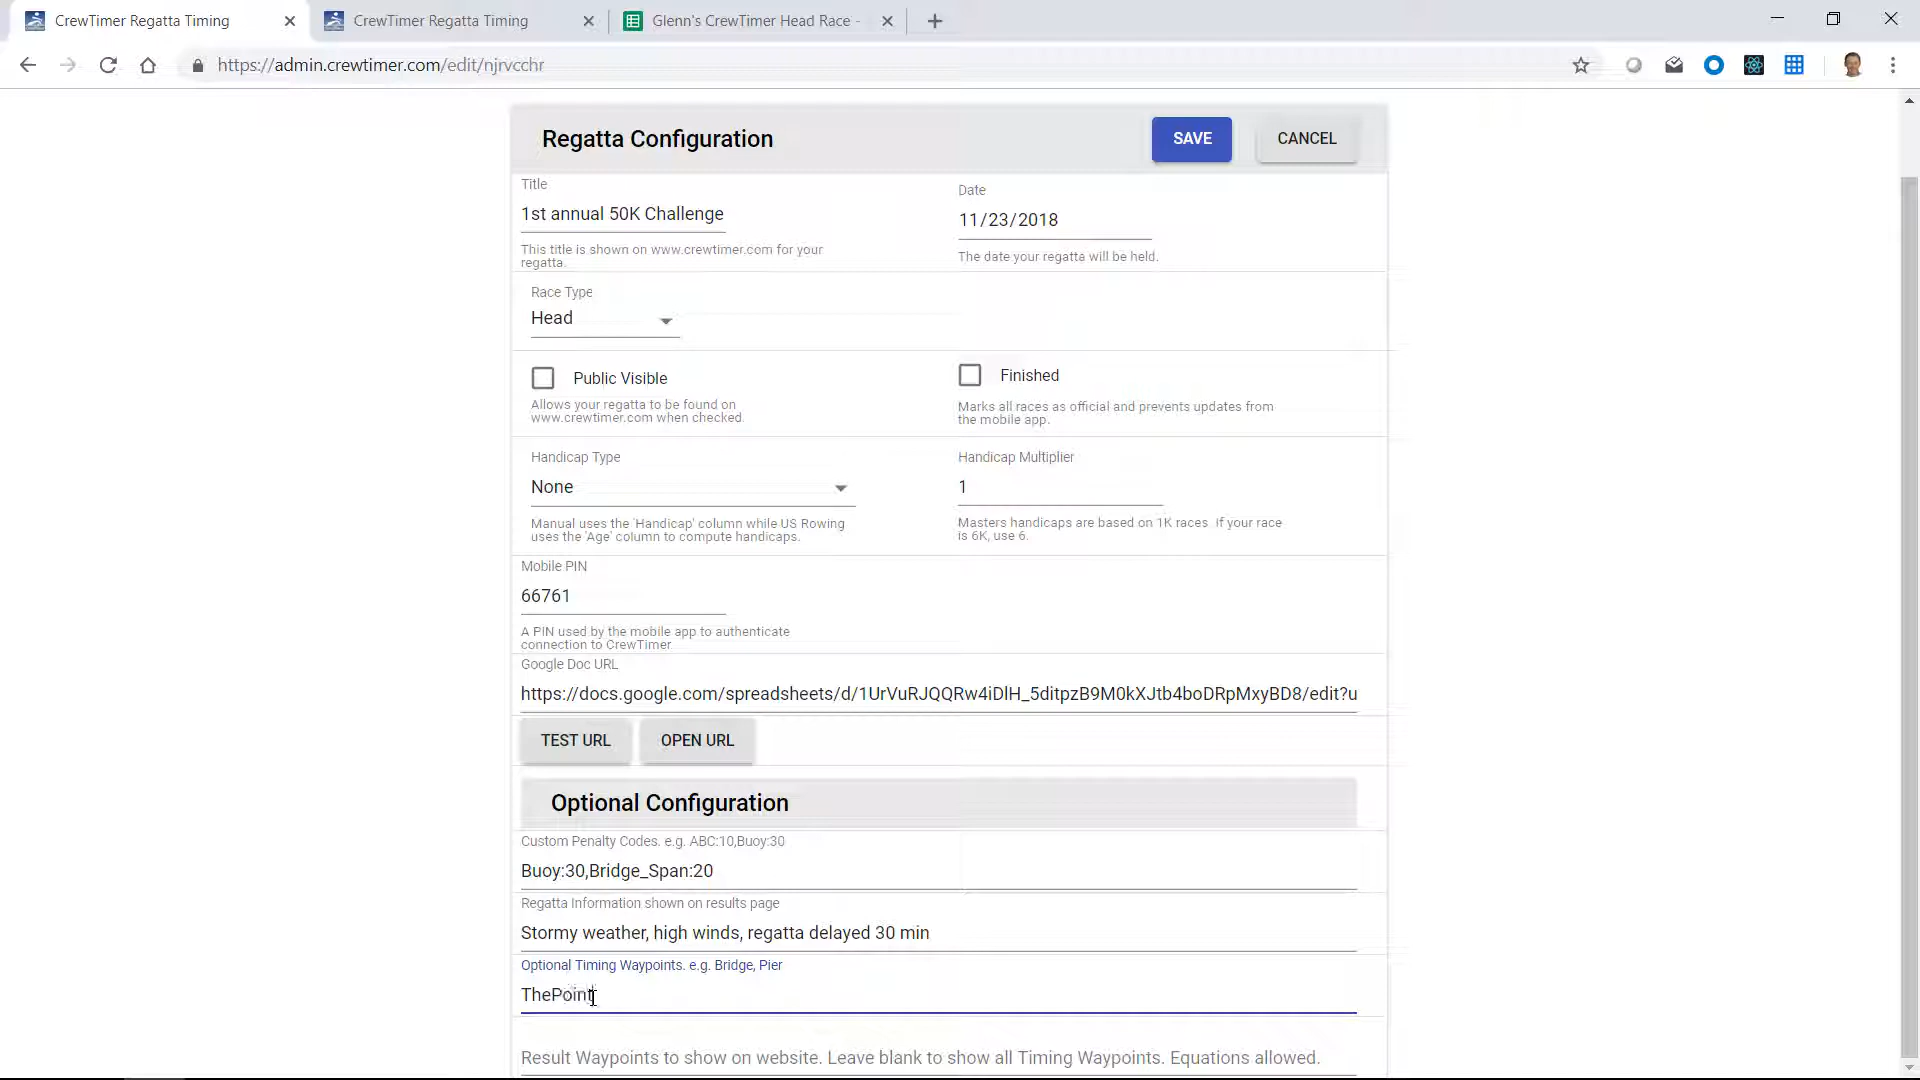 CrewTimer Regatta Timing
CrewTimer Regatta Timing
Glenn's CrewTimer Head Race -
https://admin.crewtimer.com/edit/njrvcchr
Regatta Configuration
SAVE
CANCEL
Title
1st annual 50K Challenge
This title is shown on www.crewtimer.com for your
regatta.
Date
11/23/2018
The date your regatta will be held.
Race Type
Head
Public Visible
Allows your regatta to be found on
www.crewtimer.com when checked.
Finished
Marks all races as official and prevents updates from
the mobile app.
Handicap Type
None
Manual uses the 'Handicap' column while US Rowing
uses the 'Age' column to compute handicaps.
Handicap Multiplier
1
Masters handicaps are based on 1K races if your race
is 6K, use 6.
Mobile PIN
66761
A PIN used by the mobile app to authenticate
connection to CrewTimer
Google Doc URL
https://docs.google.com/spreadsheets/d/1UrVuRJQQRw4iDlH_5ditpzB9M0kXJtb4boDRpMxyBD8/edit?u
TEST URL
OPEN URL
Optional Configuration
Custom Penalty Codes. e.g. ABC:10,Buoy:30
Buoy:30,Bridge_Span:20
Regatta Information shown on results page
Stormy weather, high winds, regatta delayed 30 min
Optional Timing Waypoints. e.g. Bridge, Pier
ThePoint
Result Waypoints to show on website. Leave blank to show all Timing Waypoints. Equations allowed.